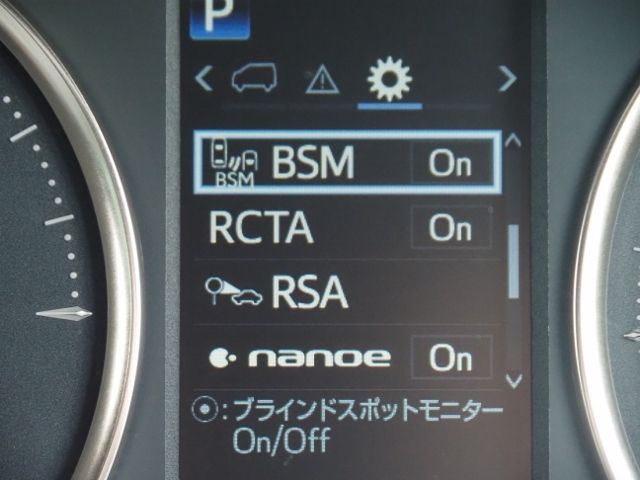 P
BSM BSM On
RCTA On
RSA
nanoe On
:ブラインドスポットモニター
On/Off